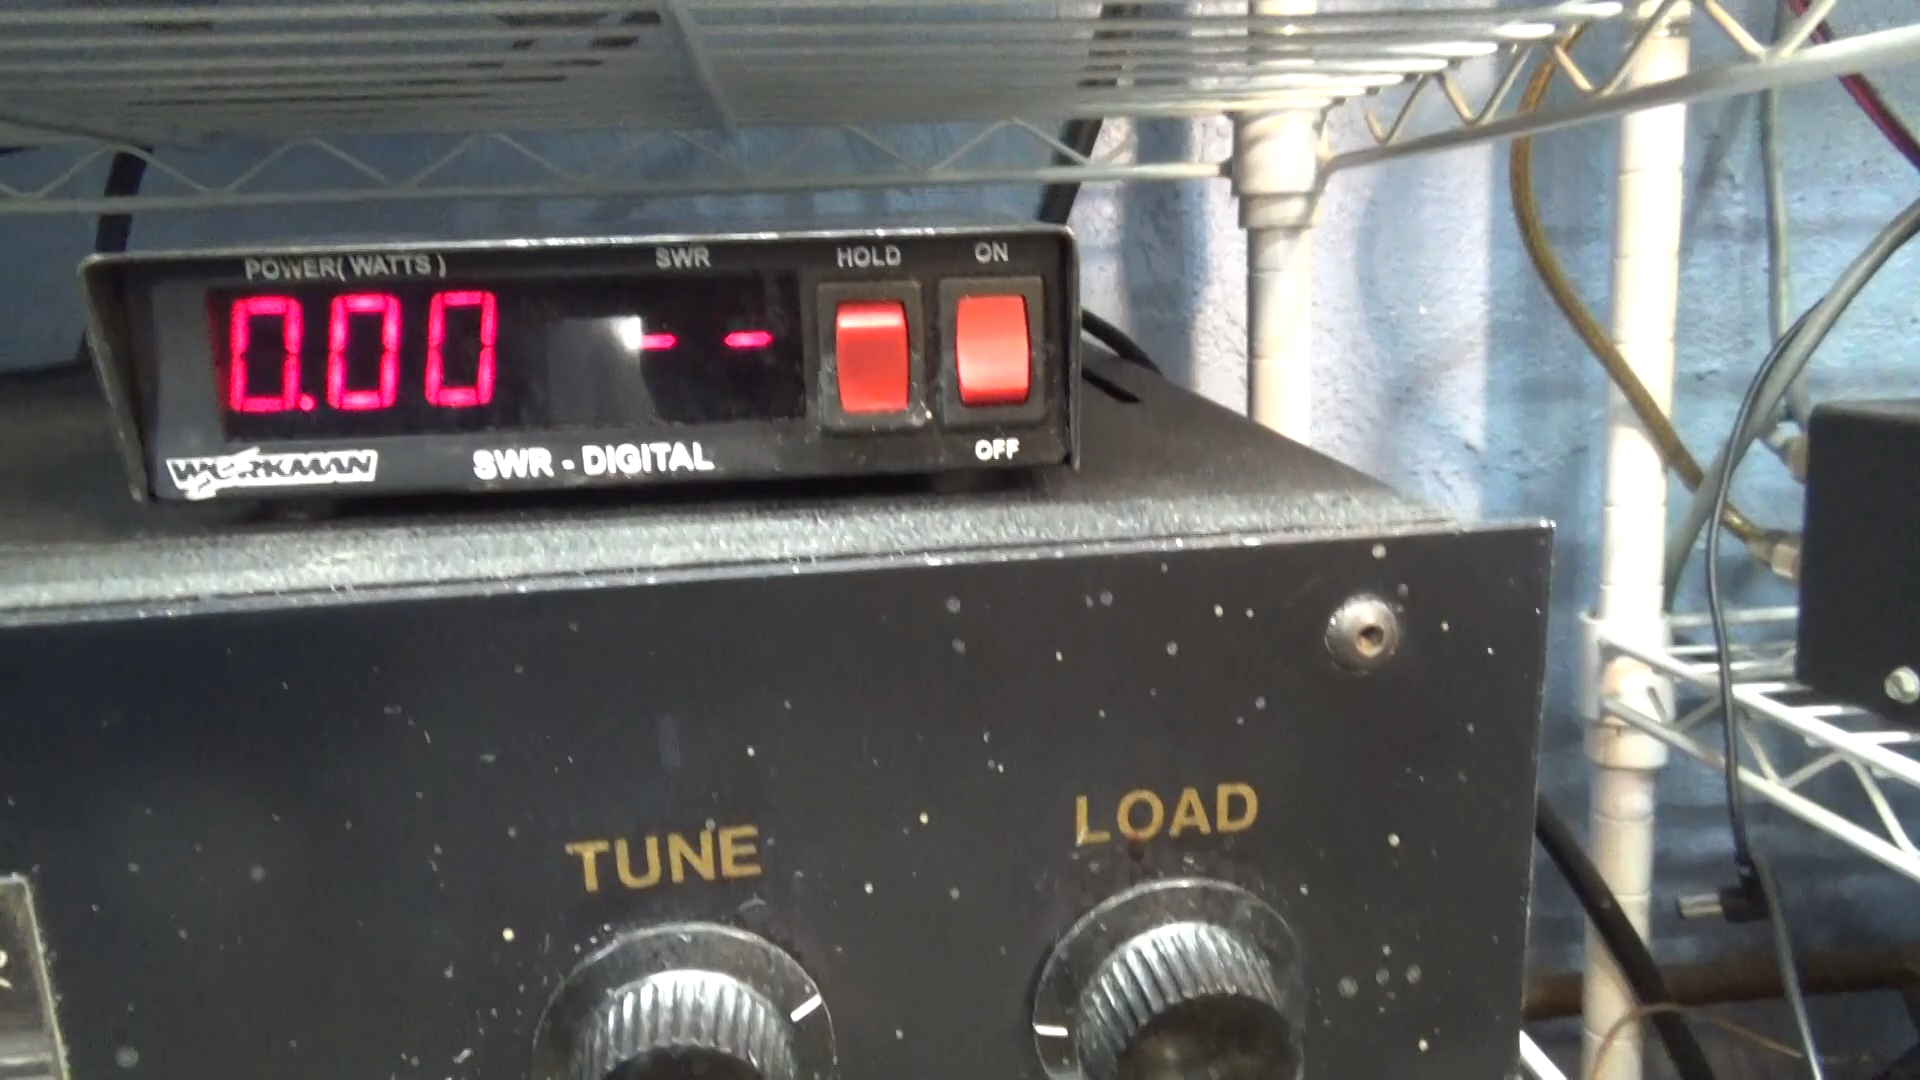 POWER( WATTS ) SWR HOLD ON
0.00 - -
WORKMAN SWR - DIGITAL OFF
TUNE LOAD